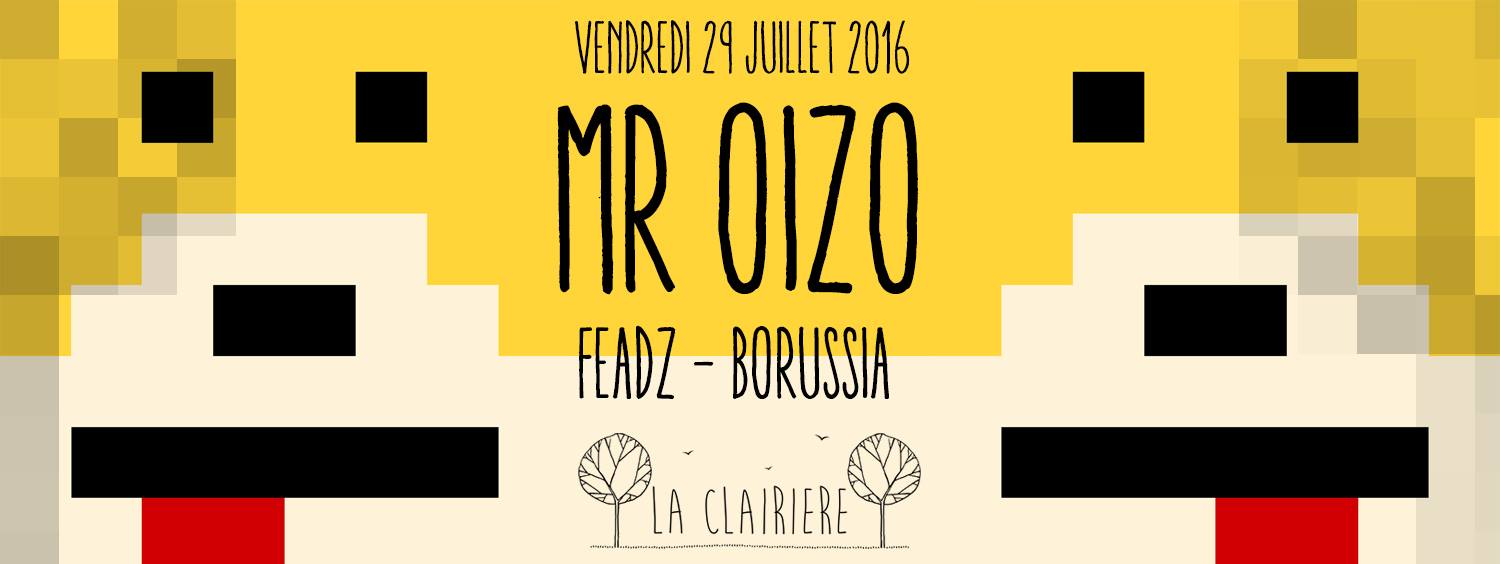 VENDREDI 29 JUILLET 2016
MR OIZO
FEADZ - BORUSSIA
LA CLAIRIERE